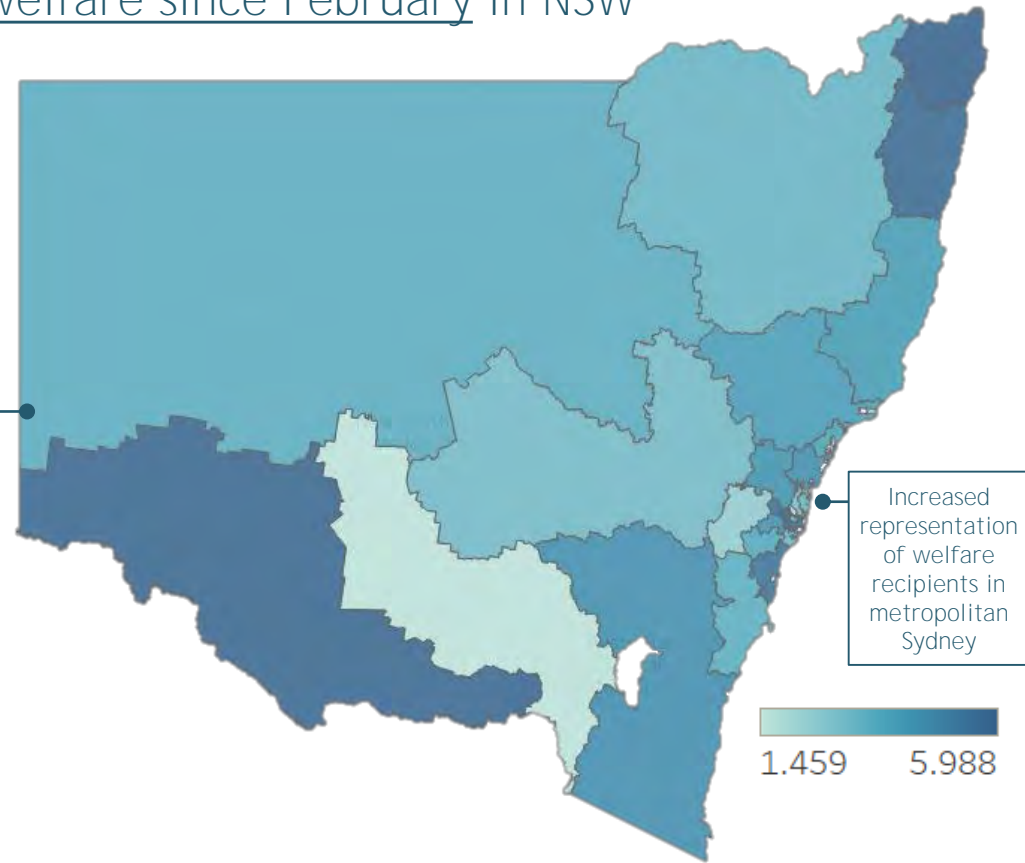 welfare since February in NSW
Increased
representation
of welfare
recipients in
metropolitan
Sydney
1.459 5.988